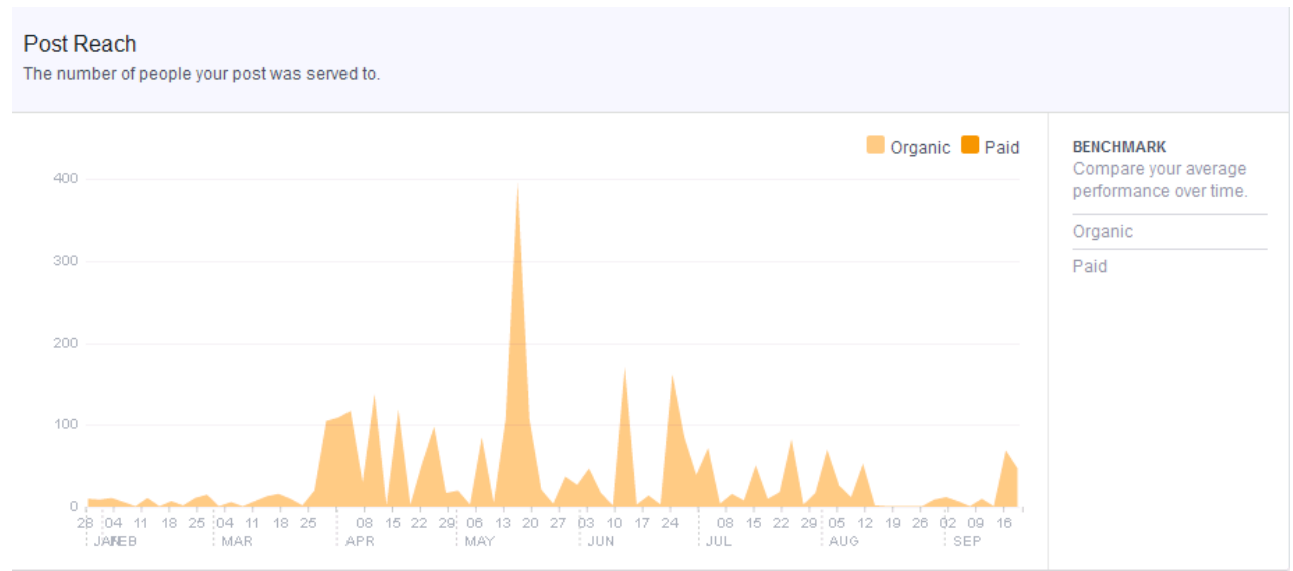 Post Reach
The number of people your post was served to.
Organic Paid
BENCHMARK
Compare your average
performance over time.
Organic
Paid
400
300
200
100
0
28 04 11 18 25 04 11 18 25 08 15 22 29 06 13 20 27 03 10 17 24 08 15 22 29 05 12 19 26 02 09 16
JAN FEB MAR APR MAY JUN JUL AUG SEP